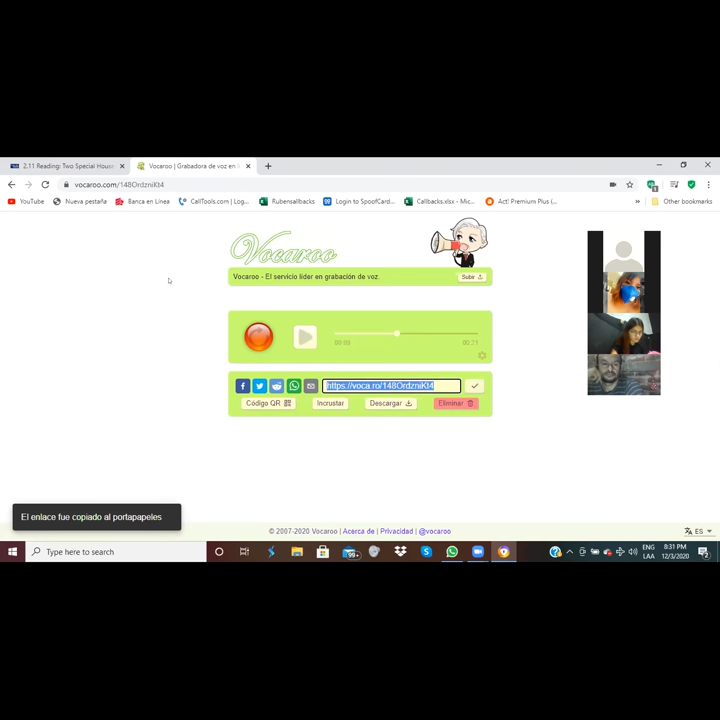 2.11 Reading: Two Special Hous
Vocaroo | Grabadora de voz en
vocaroo.com/148OrdzniKt4
YouTube
Nueva pestaña
Banca en Línea
CallTools.com | Log...
Rubensallbacks
Login to SpoofCard...
Callbacks.xlsx - Mic...
Act! Premium Plus (...
»
Other bookmarks
Vocaroo
Vocaroo - El servicio líder en grabación de voz
Subir
00:21
https://voca.ro/148OrdzniKt4
Código QR
Incrustar
Descargar
Eliminar
El enlace fue copiado al portapapeles
© 2007-2020 Vocaroo | Acerca de | Privacidad | @vocaroo
ES
Type here to search
99+
ENG
LAA
8:31 PM
12/3/2020